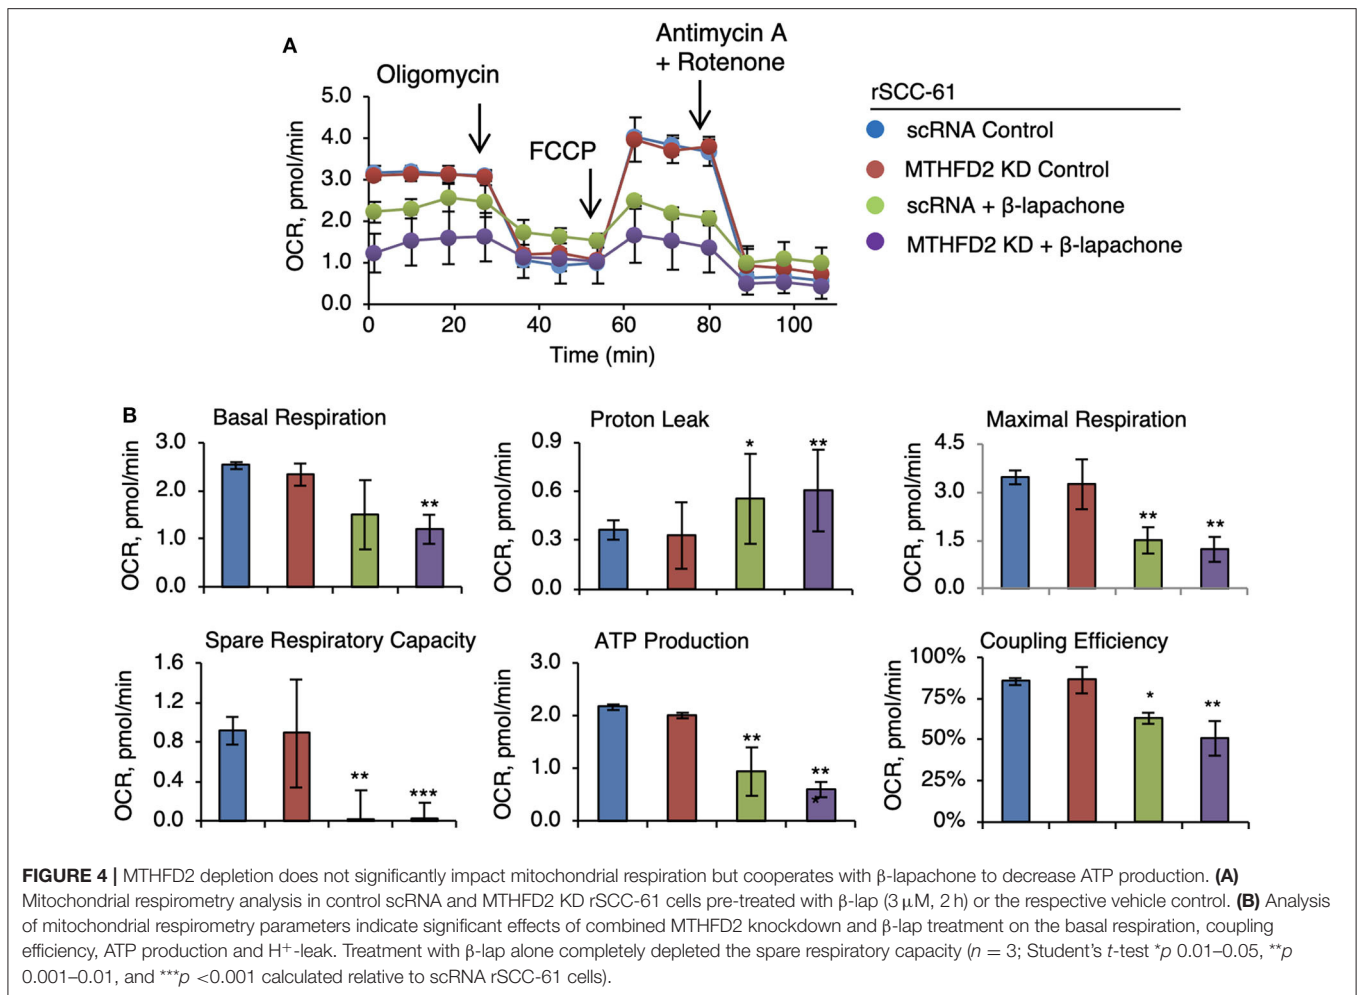 A
Oligomycin
FCCP
Antimycin A
+ Rotenone
OCR, pmol/min
5.0
4.0
3.0
2.0
1.0
0.0
0 20 40 60 80 100
Time (min)
rSCC-61
scRNA Control
MTHFD2 KD Control
scRNA + β-lapachone
MTHFD2 KD + β-lapachone
B
Basal Respiration
OCR, pmol/min
3.0
2.0
1.0
0.0
**
Proton Leak
OCR, pmol/min
0.9
0.6
0.3
0.0
* **
Maximal Respiration
OCR, pmol/min
4.5
3.0
1.5
0.0
** **
Spare Respiratory Capacity
OCR, pmol/min
1.6
1.2
0.8
0.4
0.0
** ***
ATP Production
OCR, pmol/min
3.0
2.0
1.0
0.0
** **
*
Coupling Efficiency
OCR, pmol/min
100%
75%
50%
25%
0%
* **
FIGURE 4 | MTHFD2 depletion does not significantly impact mitochondrial respiration but cooperates with β-lapachone to decrease ATP production. (A)
Mitochondrial respirometry analysis in control scRNA and MTHFD2 KD rSCC-61 cells pre-treated with β-lap (3 μM, 2 h) or the respective vehicle control. (B) Analysis
of mitochondrial respirometry parameters indicate significant effects of combined MTHFD2 knockdown and β-lap treatment on the basal respiration, coupling
efficiency, ATP production and H⁺-leak. Treatment with β-lap alone completely depleted the spare respiratory capacity (n = 3; Student's t-test *p 0.01–0.05, **p
0.001–0.01, and ***p <0.001 calculated relative to scRNA rSCC-61 cells).